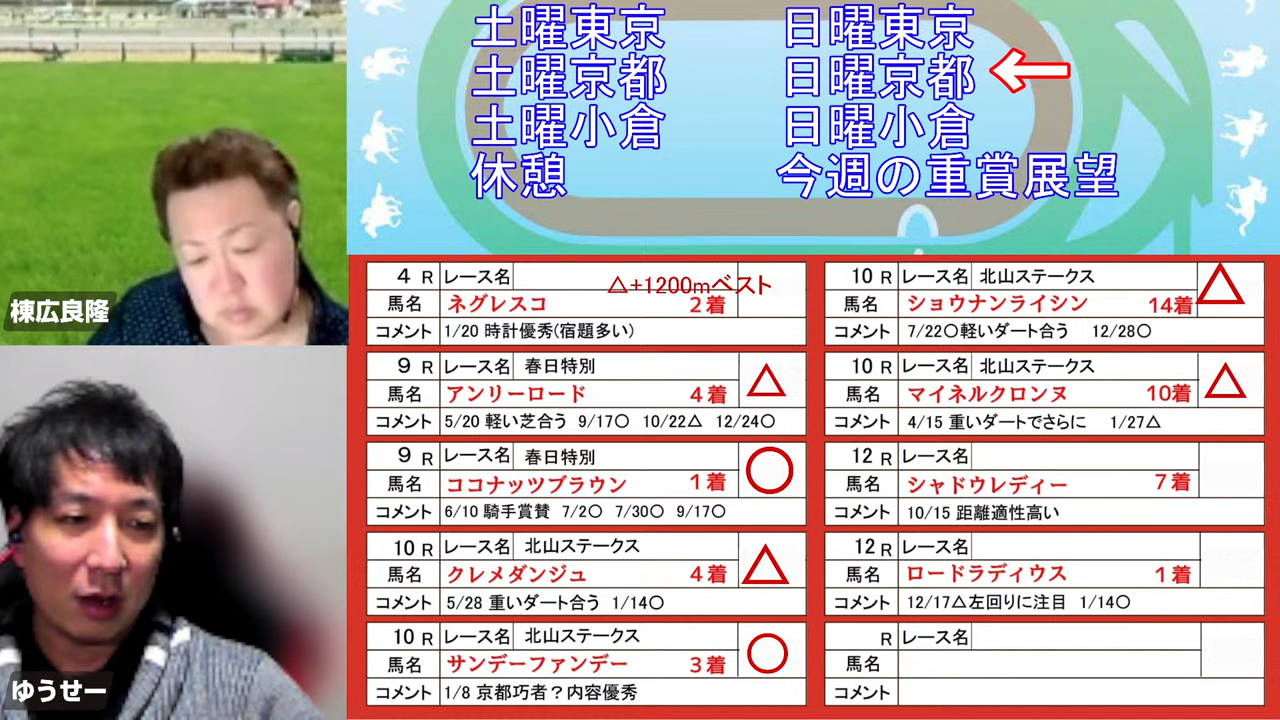 土曜東京
日曜東京
土曜京都
日曜京都
土曜小倉
日曜小倉
休憩
今週の重賞展望
棟広良隆
ゆうせー
4 R レース名 △+1200mベスト
馬名 ネグレスコ 2着
コメント 1/20 時計優秀(宿題多い)
9 R レース名 春日特別
馬名 アンリーロード 4着 △
コメント 5/20 軽い芝合う 9/17○ 10/22△ 12/24○
9 R レース名 春日特別
馬名 ココナッツブラウン 1着 ○
コメント 6/10 騎手賞賛 7/2○ 7/30○ 9/17○
10 R レース名 北山ステークス
馬名 クレメダンジュ 4着 △
コメント 5/28 重いダート合う 1/14○
10 R レース名 北山ステークス
馬名 サンデーファンデー 3着 ○
コメント 1/8 京都巧者？内容優秀
10 R レース名 北山ステークス
馬名 ショウナンライシン 14着 △
コメント 7/22○軽いダート合う 12/28○
10 R レース名 北山ステークス
馬名 マイネルクロンヌ 10着 △
コメント 4/15 重いダートでさらに 1/27△
12 R レース名
馬名 シャドウレディー 7着
コメント 10/15 距離適性高い
12 R レース名
馬名 ロードラディウス 1着
コメント 12/17△左回りに注目 1/14○
R レース名
馬名
コメント